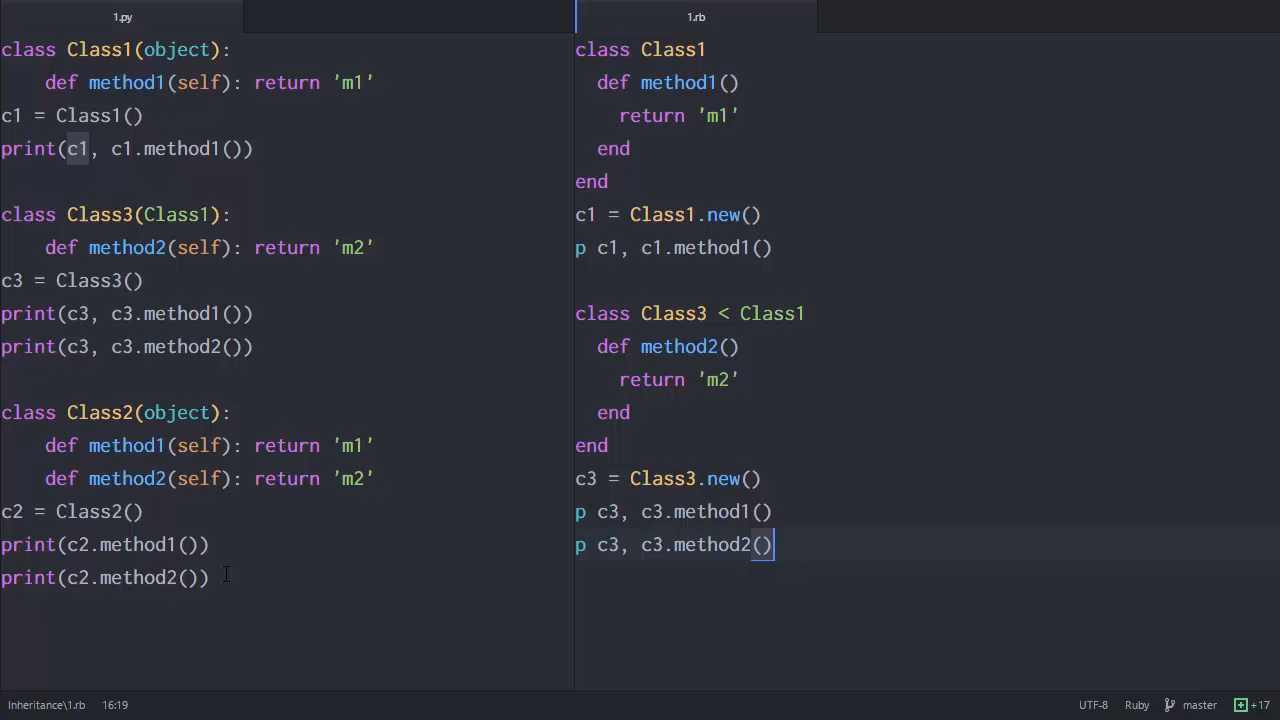 1.py
class Class1(object):
    def method1(self): return 'm1'
c1 = Class1()
print(c1, c1.method1())

class Class3(Class1):
    def method2(self): return 'm2'
c3 = Class3()
print(c3, c3.method1())
print(c3, c3.method2())

class Class2(object):
    def method1(self): return 'm1'
    def method2(self): return 'm2'
c2 = Class2()
print(c2.method1())
print(c2.method2())
1.rb
class Class1
  def method1()
    return 'm1'
  end
end
c1 = Class1.new()
p c1, c1.method1()

class Class3 < Class1
  def method2()
    return 'm2'
  end
end
c3 = Class3.new()
p c3, c3.method1()
p c3, c3.method2()
Inheritance\1.rb 16:19 UTF-8 Ruby master +17